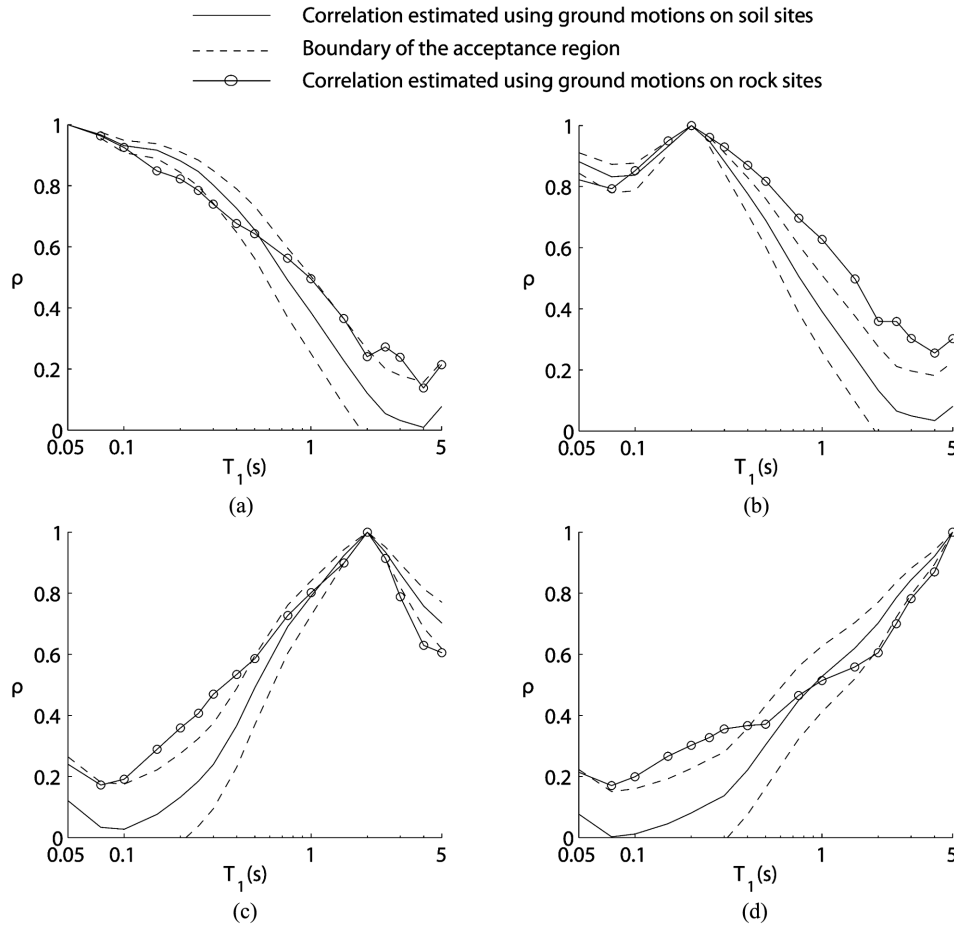 Correlation estimated using ground motions on soil sites
Boundary of the acceptance region
Correlation estimated using ground motions on rock sites
1
0.8
0.6
ρ
0.4
0.2
0
0.05 0.1 1 5
T1(s)
(a)
1
0.8
0.6
ρ
0.4
0.2
0
0.05 0.1 1 5
T1(s)
(b)
1
0.8
0.6
ρ
0.4
0.2
0
0.05 0.1 1 5
T1(s)
(c)
1
0.8
0.6
ρ
0.4
0.2
0
0.05 0.1 1 5
T1(s)
(d)